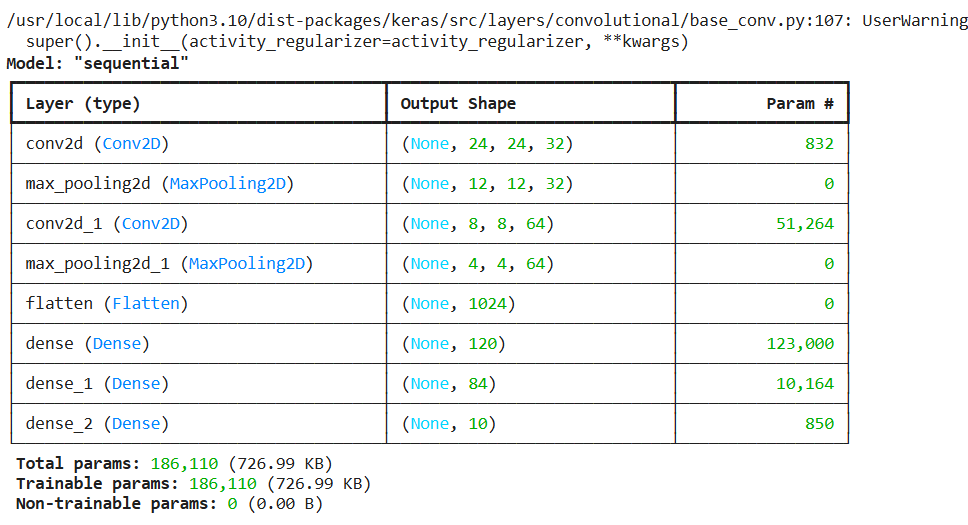 /usr/local/lib/python3.10/dist-packages/keras/src/layers/convolutional/base_conv.py:107: UserWarning
super().__init__(activity_regularizer=activity_regularizer, **kwargs)
Model: "sequential"
Layer (type) Output Shape Param #
conv2d (Conv2D) (None, 24, 24, 32) 832
max_pooling2d (MaxPooling2D) (None, 12, 12, 32) 0
conv2d_1 (Conv2D) (None, 8, 8, 64) 51,264
max_pooling2d_1 (MaxPooling2D) (None, 4, 4, 64) 0
flatten (Flatten) (None, 1024) 0
dense (Dense) (None, 120) 123,000
dense_1 (Dense) (None, 84) 10,164
dense_2 (Dense) (None, 10) 850
Total params: 186,110 (726.99 KB)
Trainable params: 186,110 (726.99 KB)
Non-trainable params: 0 (0.00 B)